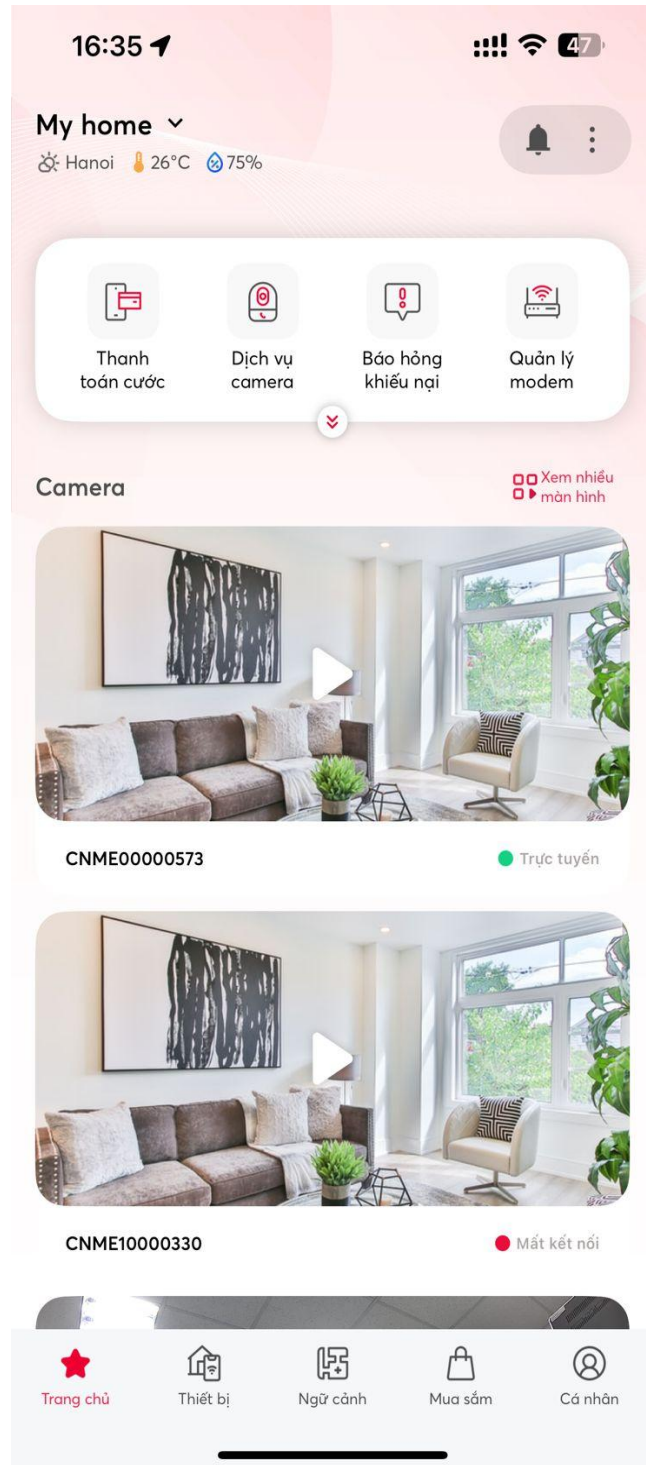 16:35
47
My home
Hanoi 26°C 75%
Thanh toán cước
Dịch vụ camera
Báo hỏng khiếu nại
Quản lý modem
Camera
Xem nhiều
màn hình
CNME00000573
Trực tuyến
CNME10000330
Mất kết nối
Trang chủ
Thiết bị
Ngữ cảnh
Mua sắm
Cá nhân